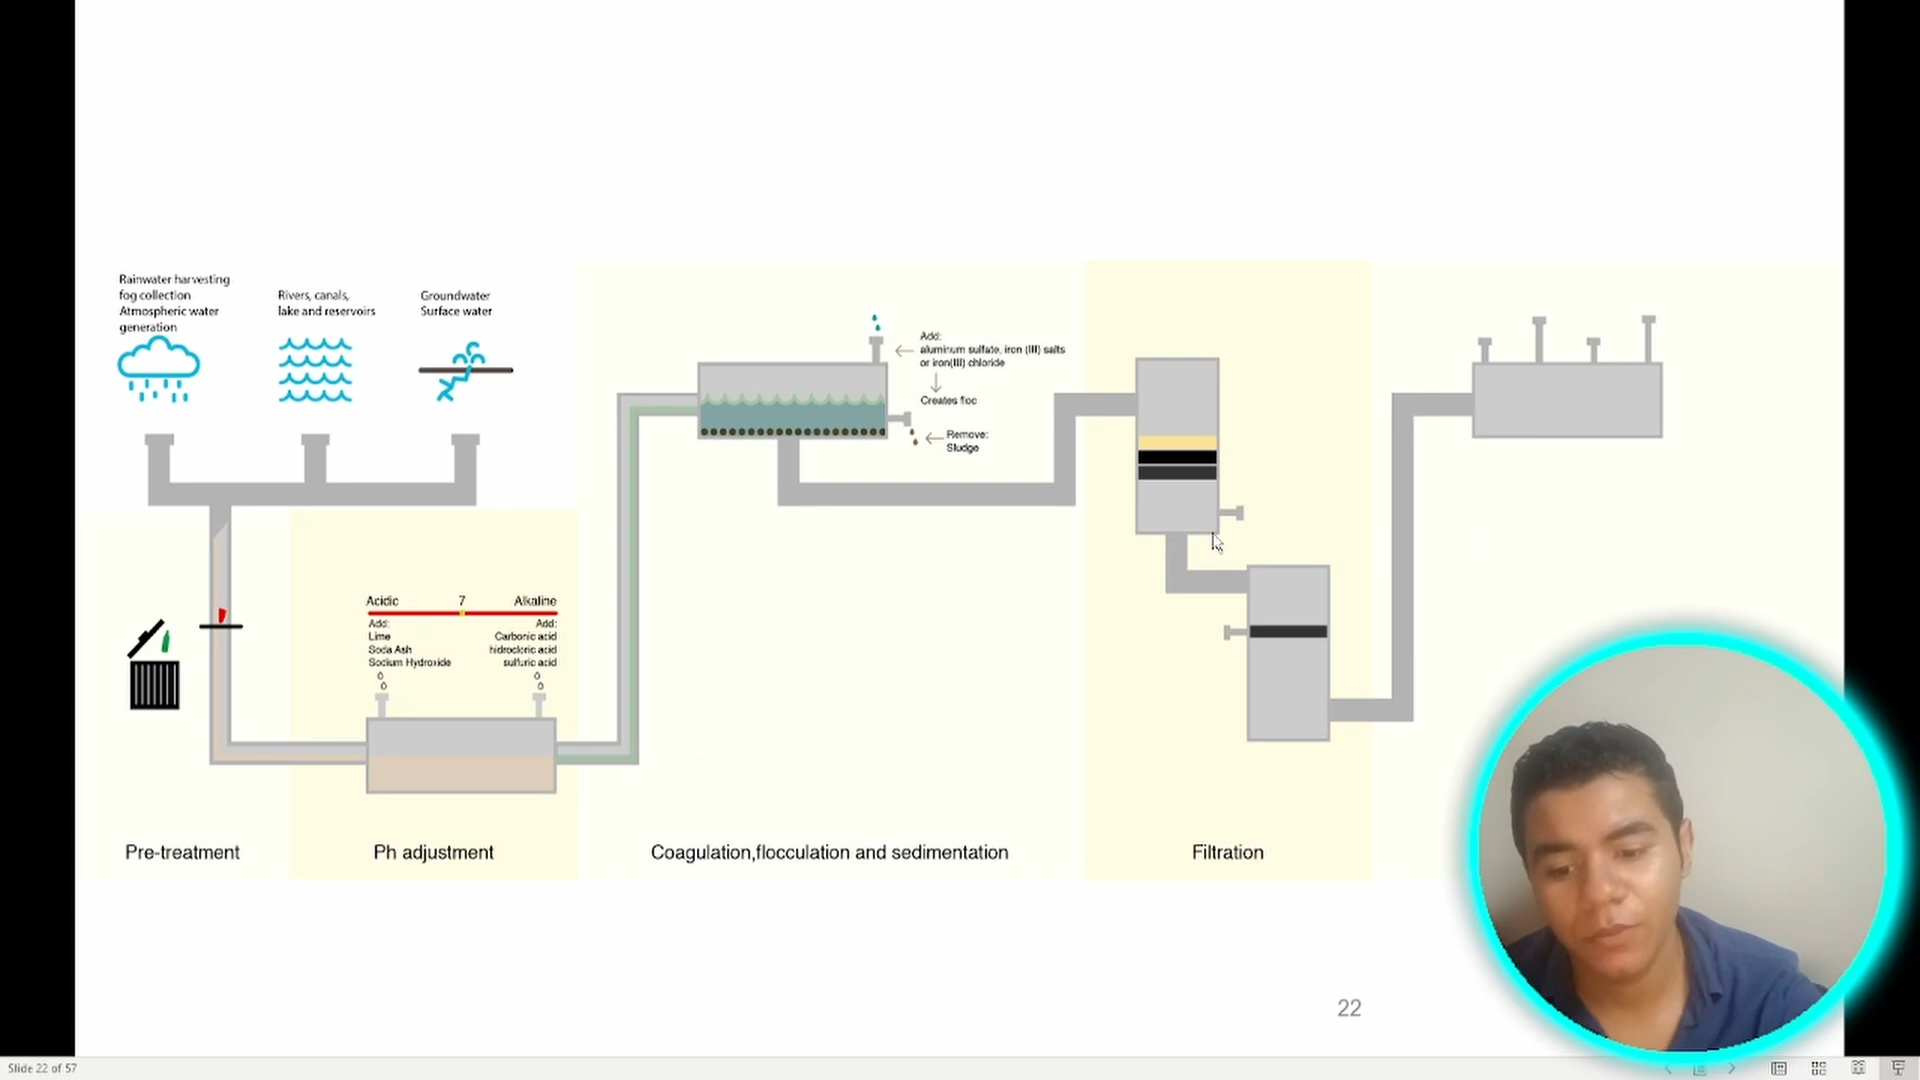 Rainwater harvesting
fog collection
Atmospheric water
generation
Rivers, canals,
lake and reservoirs
Groundwater
Surface water
Add:
aluminum sulfate, iron (III) salts
or iron(III) chloride
Creates floc
Remove:
Sludge
Acidic 7 Alkaline
Add:
Lime
Soda Ash
Sodium Hydroxide
Add:
Carbonic acid
hidrocloric acid
sulfuric acid
Pre-treatment
Ph adjustment
Coagulation,flocculation and sedimentation
Filtration
22
Slide 22 of 57